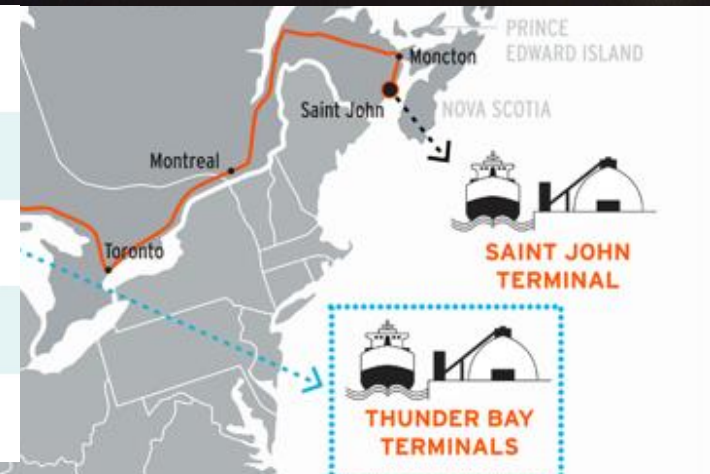 PRINCE
EDWARD ISLAND
Moncton
Saint John
NOVA SCOTIA
Montreal
SAINT JOHN
TERMINAL
Toronto
THUNDER BAY
TERMINALS